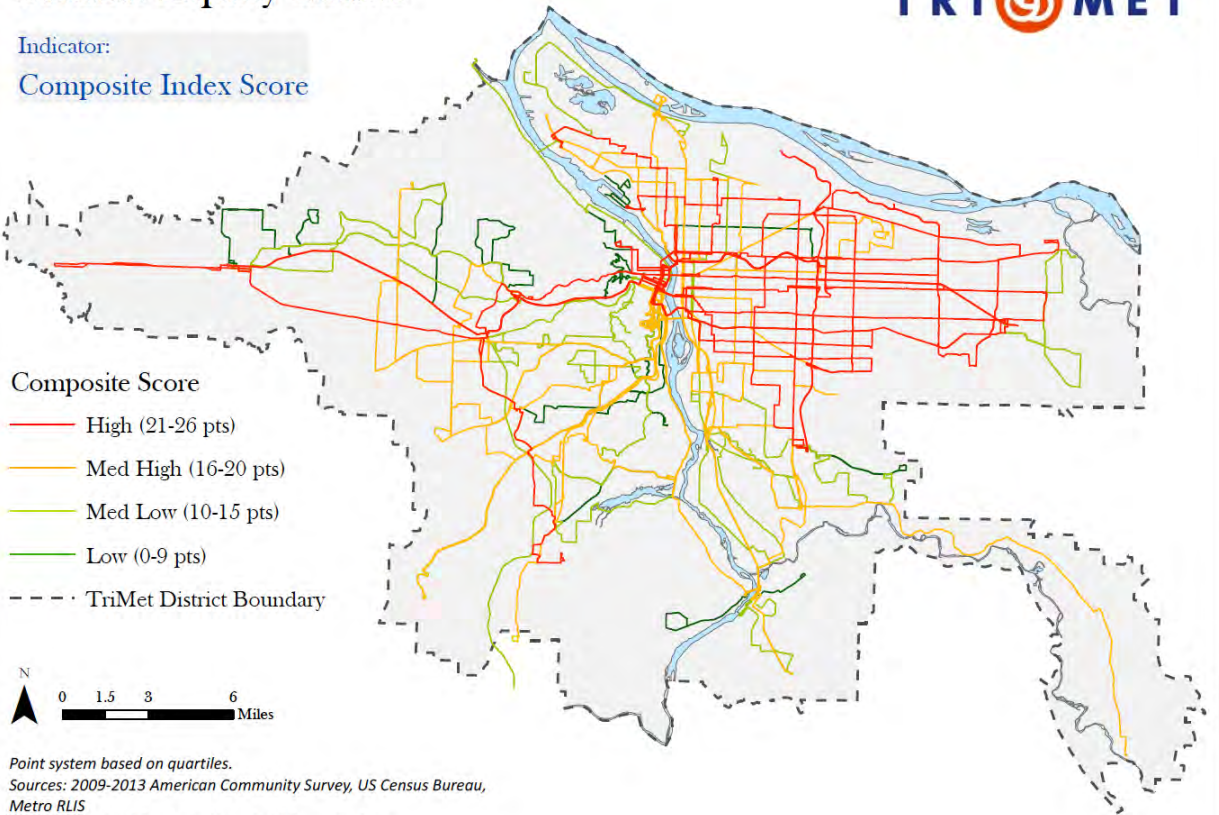 TRI MET
Indicator:
Composite Index Score
Composite Score
High (21-26 pts)
Med High (16-20 pts)
Med Low (10-15 pts)
Low (0-9 pts)
TriMet District Boundary
N
0 1.5 3 6
Miles
Point system based on quartiles.
Sources: 2009-2013 American Community Survey, US Census Bureau,
Metro RLIS